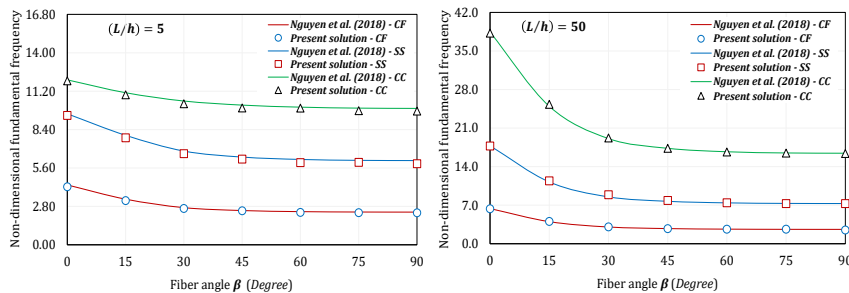 (L/h) = 5
Nguyen et al. (2018) - CF
Present solution - CF
Nguyen et al. (2018) - SS
Present solution - SS
Nguyen et al. (2018) - CC
Present solution - CC
Non-dimensional fundamental frequency
16.80
14.00
11.20
8.40
5.60
2.80
0.00
0 15 30 45 60 75 90
Fiber angle β (Degree)
(L/h) = 50
Nguyen et al. (2018) - CF
Present solution - CF
Nguyen et al. (2018) - SS
Present solution - SS
Nguyen et al. (2018) - CC
Present solution - CC
Non-dimensional fundamental frequency
42.0
35.0
28.0
21.0
14.0
7.0
0.0
0 15 30 45 60 75 90
Fiber angle β (Degree)